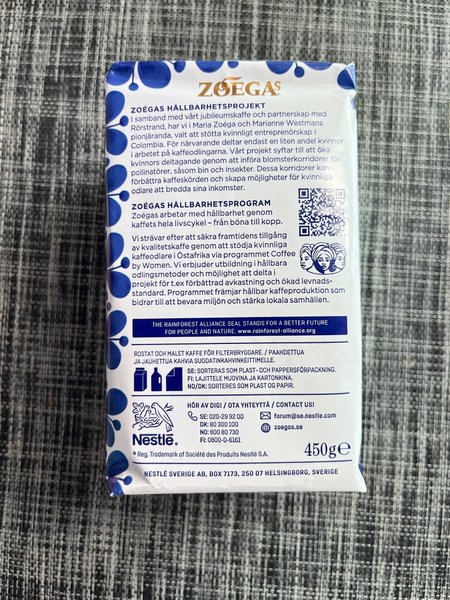 ZOÉGAS
ZOÉGAS HÅLLBARHETSPROJEKT
I samband med vårt jubileumskaffe och partnerskap med
Rörstrand, har vi i Maria Zoéga och Marianne Westmans
pionjäranda, valt att stötta kvinnligt entreprenörskap i
Colombia. För närvarande deltar endast en liten andel kvinnor
i arbetet på kaffeodlingarna. Vårt projekt syftar till att öka
kvinnors deltagande genom att införa blomsterkorridorer för
pollinatörer, såsom bin och insekter. Dessa korridorer kan
förbättra kaffeskörden och skapa möjligheter för kvinnliga
odlare att bredda sina inkomster.
ZOÉGAS HÅLLBARHETSPROGRAM
Zoégas arbetar med hållbarhet genom
kaffets hela livscykel – från böna till kopp.
Vi strävar efter att säkra framtidens tillgång
av kvalitetskaffe genom att stödja kvinnliga
kaffeodlare i Östafrika via programmet Coffee
by Women. Vi erbjuder utbildning i hållbara
odlingsmetoder och möjlighet att delta i
projekt för t.ex förbättrad avkastning och ökad levnads-
standard. Programmet främjar hållbar kaffeproduktion som
bidrar till att bevara miljön och stärka lokala samhällen.
THE RAINFOREST ALLIANCE SEAL STANDS FOR A BETTER FUTURE
FOR PEOPLE AND NATURE. www.rainforest-alliance.org
ROSTAT OCH MALET KAFFE FÖR FILTERBRYGGARE. / PAAHDETTUA
JA JAUHETTUA KAHVIA SUODATINKAHVINKEITTIMELLE.
SE: SORTERAS SOM PLAST- OCH PAPPERSFÖRPACKNING.
FI: LAJITTELE MUOVINA JA KARTONKINA.
NO/DK: SORTERES SOM PLAST OG PAPIR.
HÖR AV DIG! / OTA YHTEYTTÄ / CONTACT US!
SE: 020-29 92 00
DK: 80 300 100
NO: 800 80 730
FI: 0800-0-6161
forum@se.nestle.com
zoegas.se
Nestlé®
450g e
® Reg. Trademark of Société des Produits Nestlé S.A.
NESTLÉ SVERIGE AB, BOX 7173, 250 07 HELSINGBORG, SVERIGE